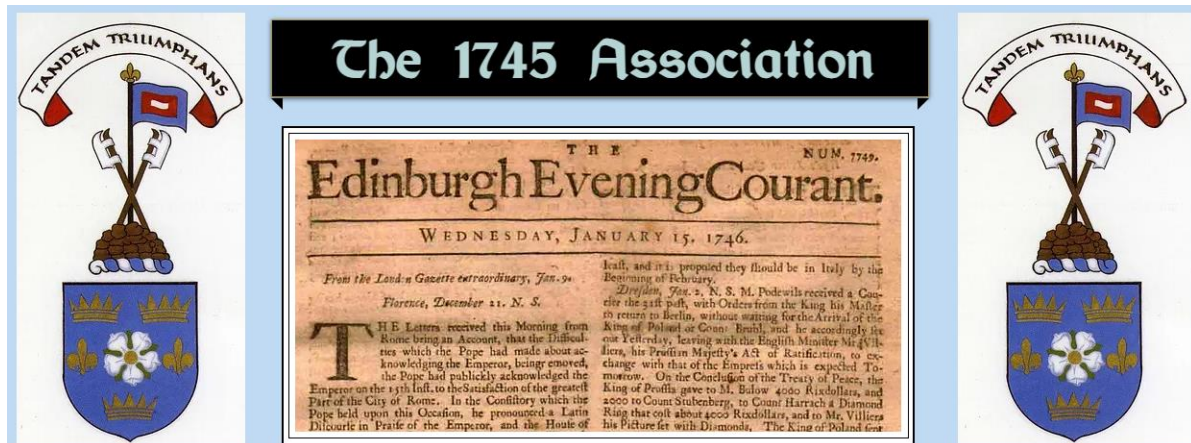 TANDEM TRIUMPHANS
The 1745 Association
TANDEM TRIUMPHANS
THE
NUM. 7749.
Edinburgh Evening Courant.
WEDNESDAY, JANUARY 15. 1746.
From the London Gazette extraordinary, Jan. 9.
Florence, December 21. N. S.
THE Letters received this Morning from
Rome bring an Account, that the Difficul-
ties which the Pope had made about ac-
knowledging the Emperor, beingr emoved,
the Pope had publickly acknowledged the
Emperor on the 15th Inst. to the Satisfaction of the greatest
Part of the City of Rome. In the Consistory which the
Pope held upon this Occasion, he pronounced a Latin
Discourse in Praise of the Emperor, and the House of
least, and it is proposed they should be in Italy by the
Beginning of February.
Dresden, Jan. 2, N. S. M. Podewils received a Cou-
rier the 31st past, with Orders from the King his Master
to return to Berlin, without waiting for the Arrival of the
King of Poland or Count Bruhl, and he accordingly set
out Yesterday, leaving with the English Minister Mr. Vil-
liers, his Prussian Majesty's Act of Ratification, to ex-
change with that of the Empress which is expected To-
morrow. On the Conclusion of the Treaty of Peace, the
King of Prussia gave to M. Bulow 4000 Rixdollars, and
2000 to Count Stubenberg, to Count Harrach a Diamond
Ring that cost about 4000 Rixdollars, and to Mr. Villiers
his Picture set with Diamonds. The King of Poland sent